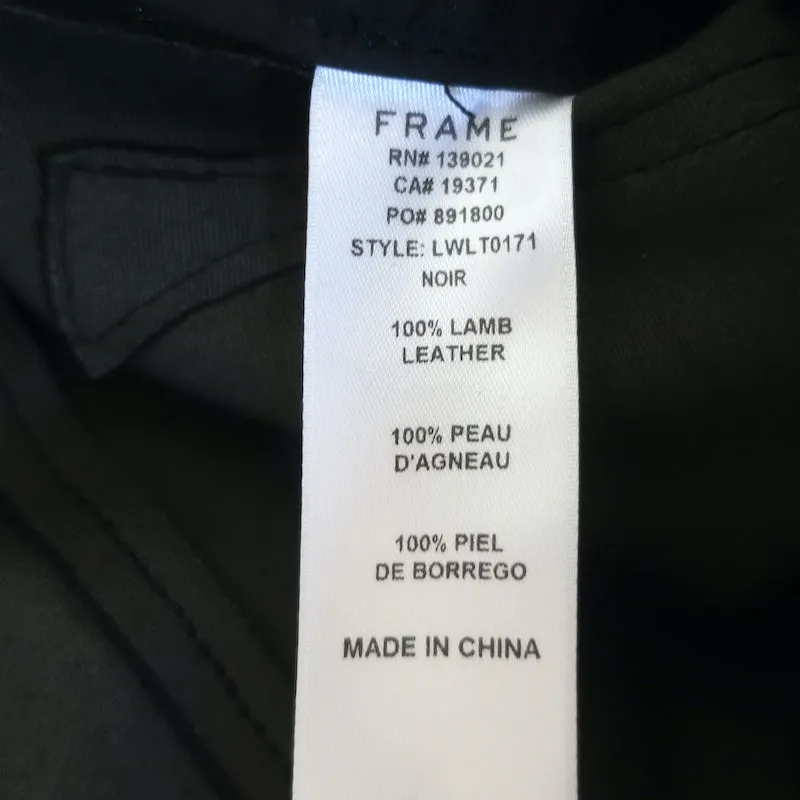 FRAME
RN# 139021
CA# 19371
PO# 891800
STYLE: LWLT0171
NOIR
100% LAMB
LEATHER
100% PEAU
D'AGNEAU
100% PIEL
DE BORREGO
MADE IN CHINA